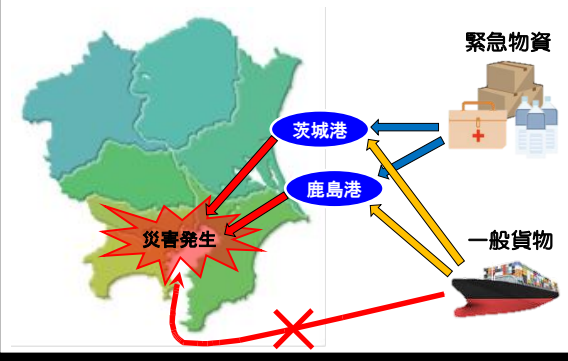 緊急物資
茨城港
鹿島港
災害発生
一般貨物